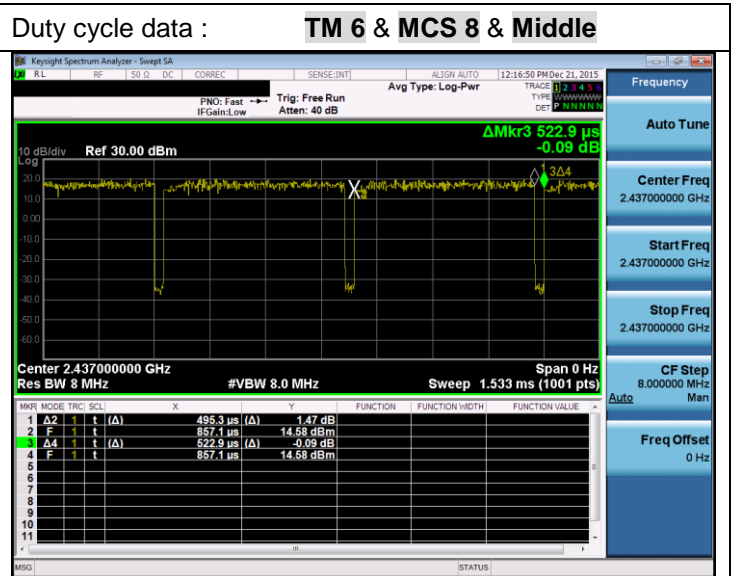 Duty cycle data : TM 6 & MCS 8 & Middle
Keysight Spectrum Analyzer - Swept SA
RL RF 50 Ω DC CORREC SENSE:INT ALIGN AUTO 12:16:50 PM Dec 21, 2015
Frequency
Avg Type: Log-Pwr
TRACE 1 2 3 4 5 6
TYPE WWWWWW
DET P NNNNN
PNO: Fast
IFGain:Low
Trig: Free Run
Atten: 40 dB
Auto Tune
ΔMkr3 522.9 µs
-0.09 dB
10 dB/div Ref 30.00 dBm
Log
3Δ4
20.0
10.0
0.00
-10.0
-20.0
-30.0
-40.0
-50.0
-60.0
Center Freq
2.437000000 GHz
Start Freq
2.437000000 GHz
Stop Freq
2.437000000 GHz
Center 2.437000000 GHz Span 0 Hz
Res BW 8 MHz #VBW 8.0 MHz Sweep 1.533 ms (1001 pts)
CF Step
8.000000 MHz
Auto Man
MKR MODE TRC SCL X Y FUNCTION FUNCTION WIDTH FUNCTION VALUE
1 Δ2 1 t (Δ) 495.3 µs (Δ) 1.47 dB
2 F 1 t 857.1 µs 14.58 dBm
3 Δ4 1 t (Δ) 522.9 µs (Δ) -0.09 dB
4 F 1 t 857.1 µs 14.58 dBm
5
6
7
8
9
10
11
Freq Offset
0 Hz
MSG STATUS